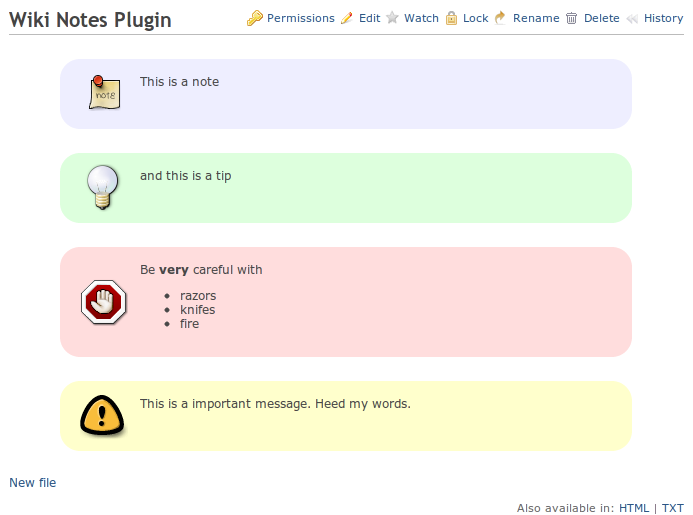 Wiki Notes Plugin
Permissions Edit Watch Lock Rename Delete History
note
This is a note
and this is a tip
Be very careful with
razors
knifes
fire
This is a important message. Heed my words.
New file
Also available in: HTML | TXT